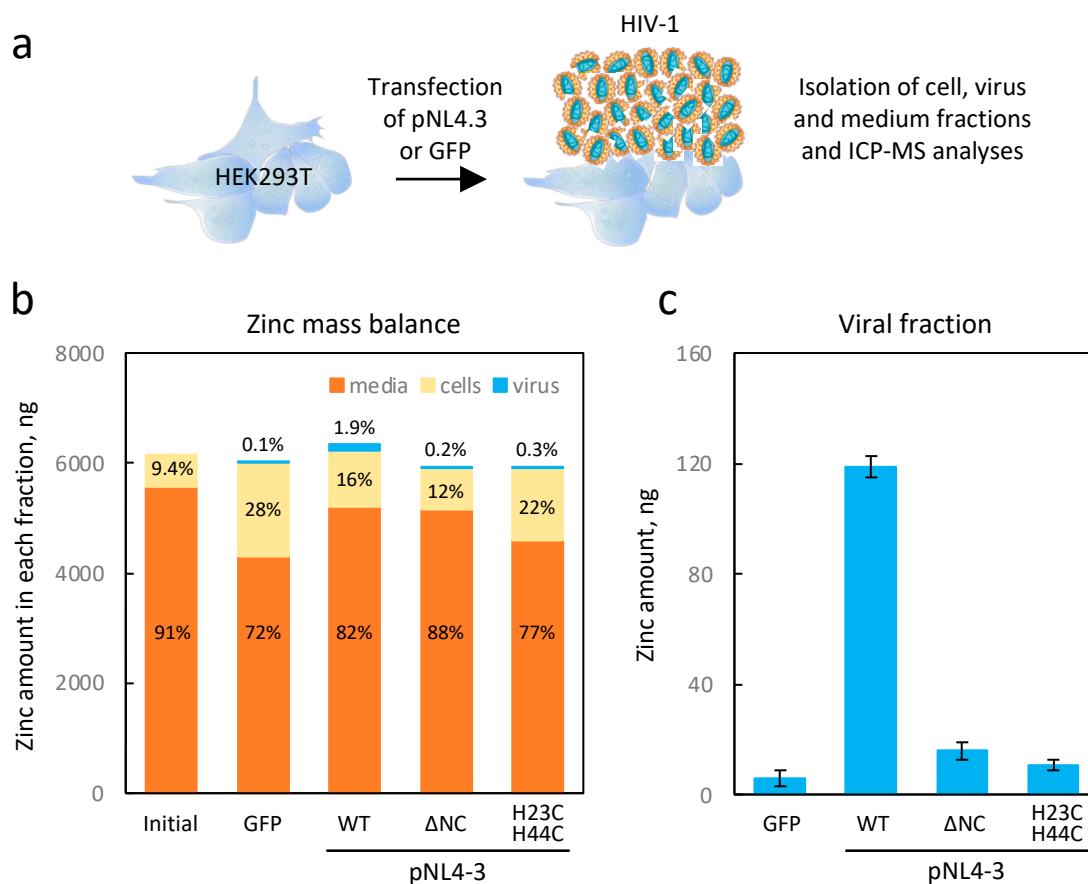 a
HIV-1
Transfection
of pNL4.3
or GFP
HEK293T
Isolation of cell, virus
and medium fractions
and ICP-MS analyses
b
Zinc mass balance
Zinc amount in each fraction, ng
8000
6000
4000
2000
0
media cells virus
9.4%
91%
0.1%
28%
72%
1.9%
16%
82%
0.2%
12%
88%
0.3%
22%
77%
Initial
GFP
WT
ΔNC
H23C
H44C
pNL4-3
c
Viral fraction
Zinc amount, ng
160
120
80
40
0
GFP
WT
ΔNC
H23C
H44C
pNL4-3